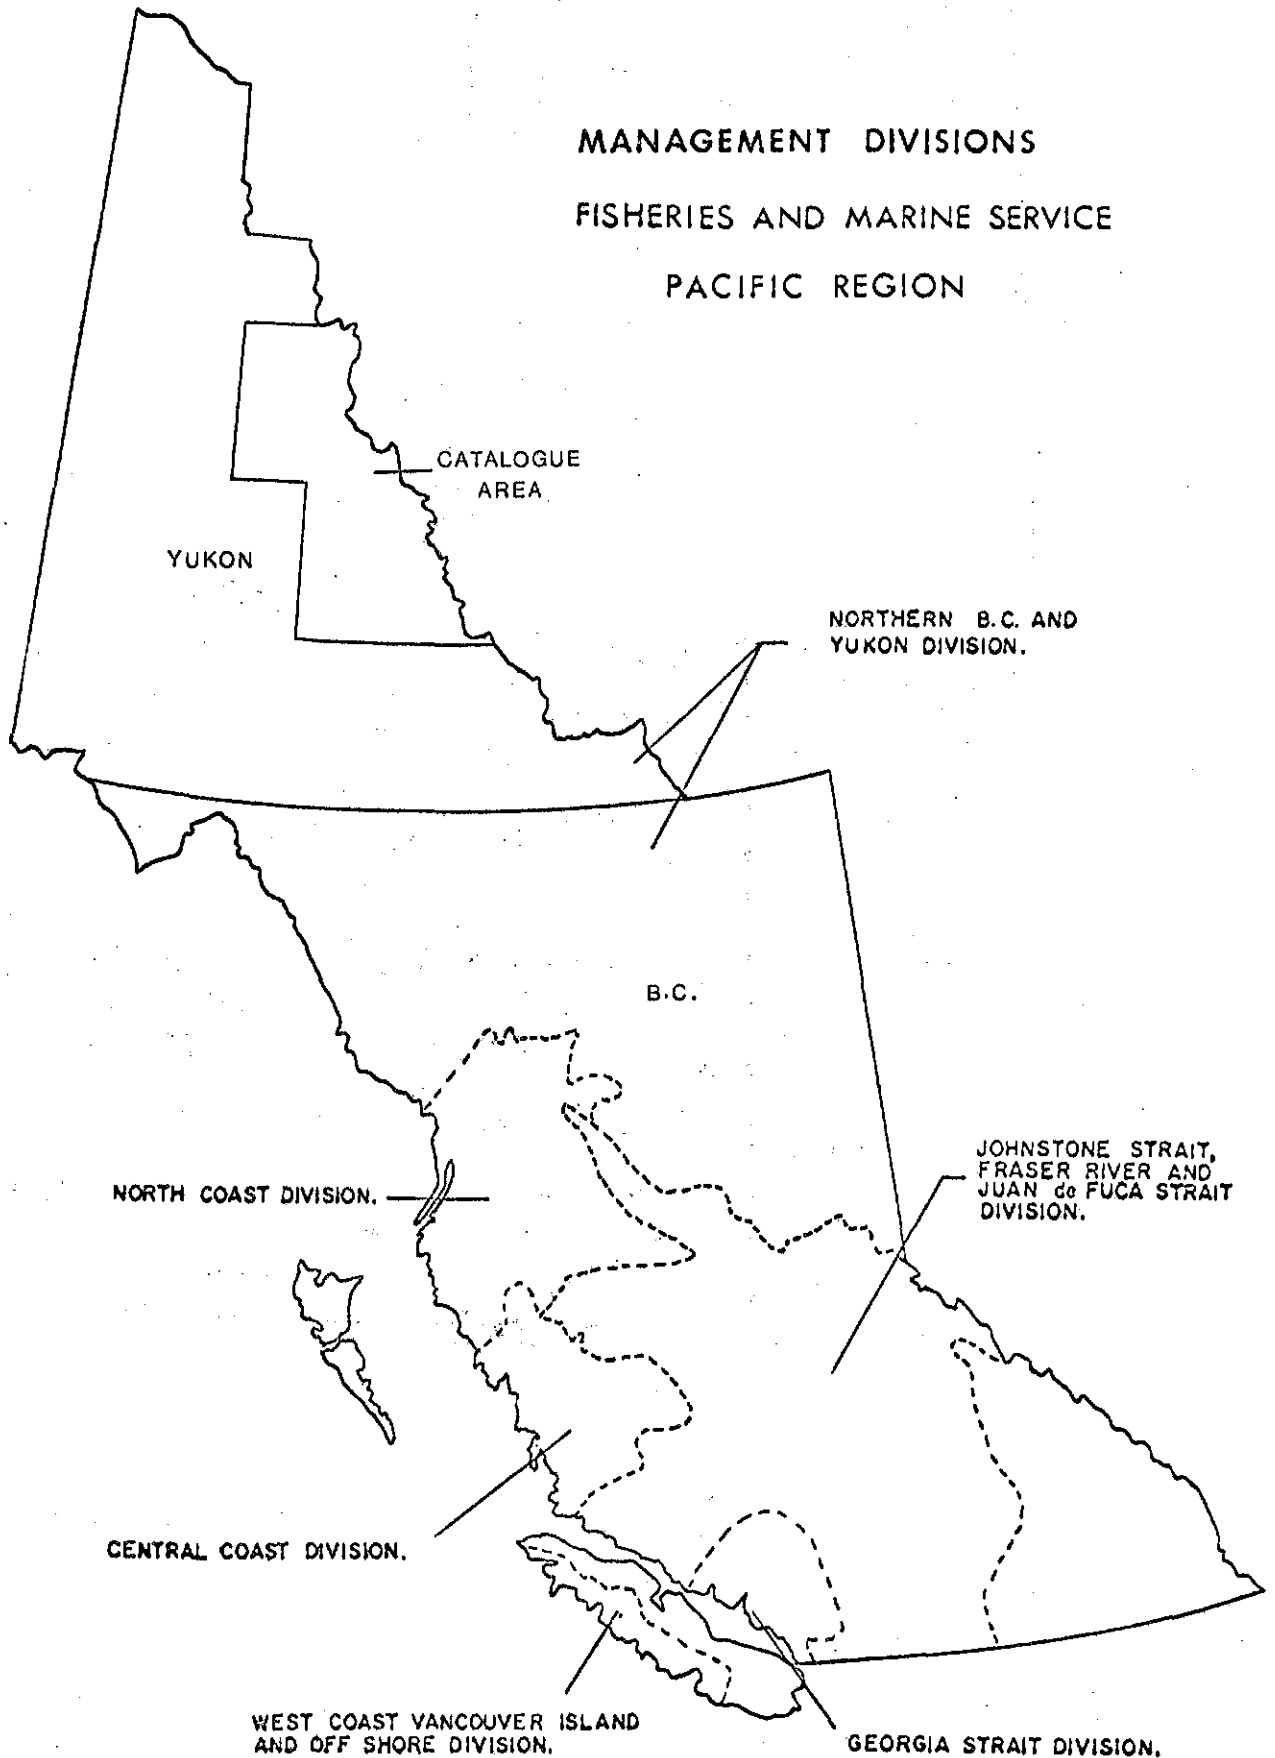 MANAGEMENT DIVISIONS
FISHERIES AND MARINE SERVICE
PACIFIC REGION
CATALOGUE
AREA
YUKON
NORTHERN B.C. AND
YUKON DIVISION.
B.C.
JOHNSTONE STRAIT,
FRASER RIVER AND
JUAN de FUCA STRAIT
DIVISION.
NORTH COAST DIVISION.
CENTRAL COAST DIVISION.
WEST COAST VANCOUVER ISLAND
AND OFF SHORE DIVISION.
GEORGIA STRAIT DIVISION.